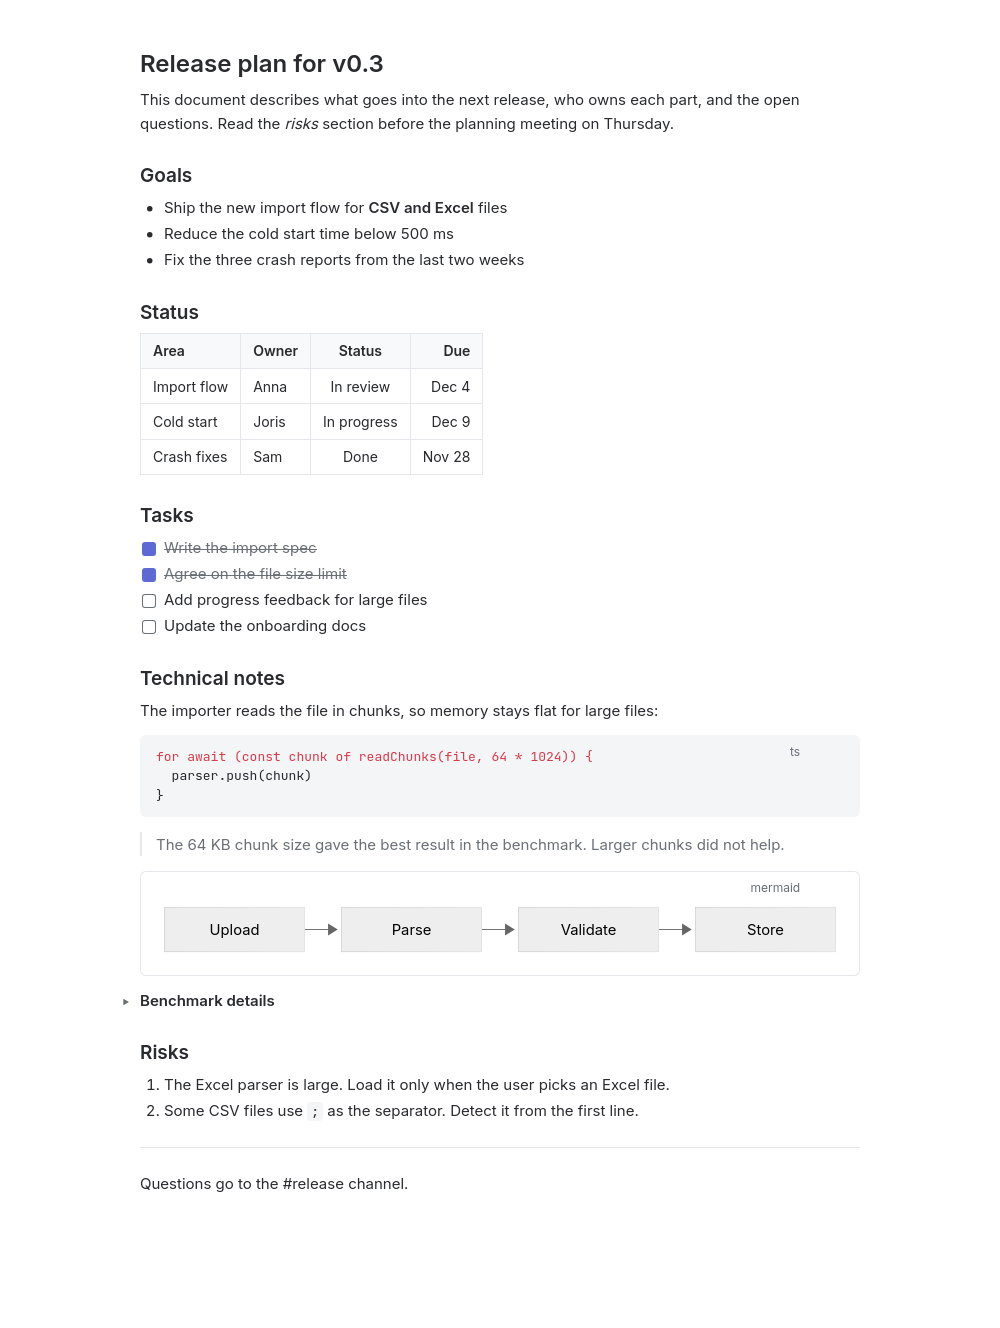 Release plan for v0.3
This document describes what goes into the next release, who owns each part, and the open
questions. Read the risks section before the planning meeting on Thursday.
Goals
• Ship the new import flow for CSV and Excel files
• Reduce the cold start time below 500 ms
• Fix the three crash reports from the last two weeks
Status
Area Owner Status Due
Import flow Anna In review Dec 4
Cold start Joris In progress Dec 9
Crash fixes Sam Done Nov 28
Tasks
Write the import spec
Agree on the file size limit
Add progress feedback for large files
Update the onboarding docs
Technical notes
The importer reads the file in chunks, so memory stays flat for large files:
ts
for await (const chunk of readChunks(file, 64 * 1024)) {
  parser.push(chunk)
}
The 64 KB chunk size gave the best result in the benchmark. Larger chunks did not help.
mermaid
Upload Parse Validate Store
Benchmark details
Risks
1. The Excel parser is large. Load it only when the user picks an Excel file.
2. Some CSV files use ; as the separator. Detect it from the first line.
Questions go to the #release channel.